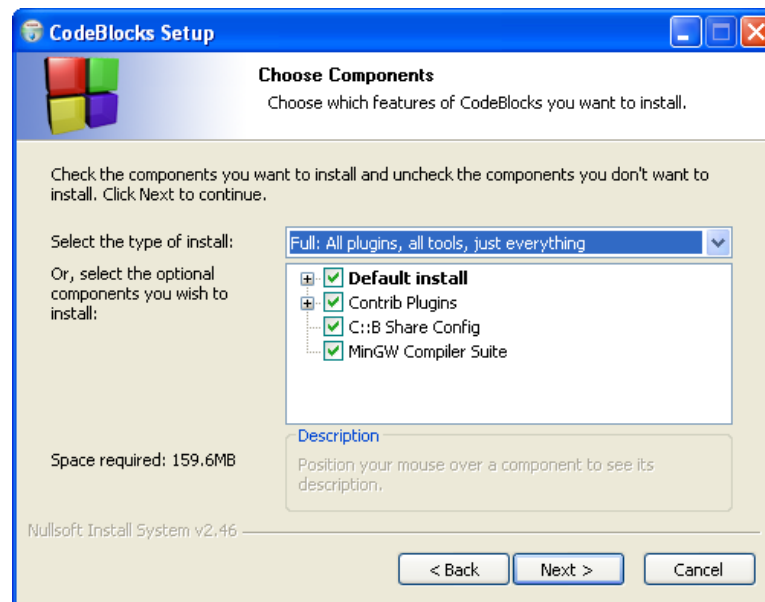 CodeBlocks Setup
Choose Components
Choose which features of CodeBlocks you want to install.
Check the components you want to install and uncheck the components you don't want to
install. Click Next to continue.
Select the type of install:
Full: All plugins, all tools, just everything
Or, select the optional
components you wish to
install:
Default install
Contrib Plugins
C::B Share Config
MinGW Compiler Suite
Space required: 159.6MB
Description
Position your mouse over a component to see its
description.
Nullsoft Install System v2.46
< Back
Next >
Cancel